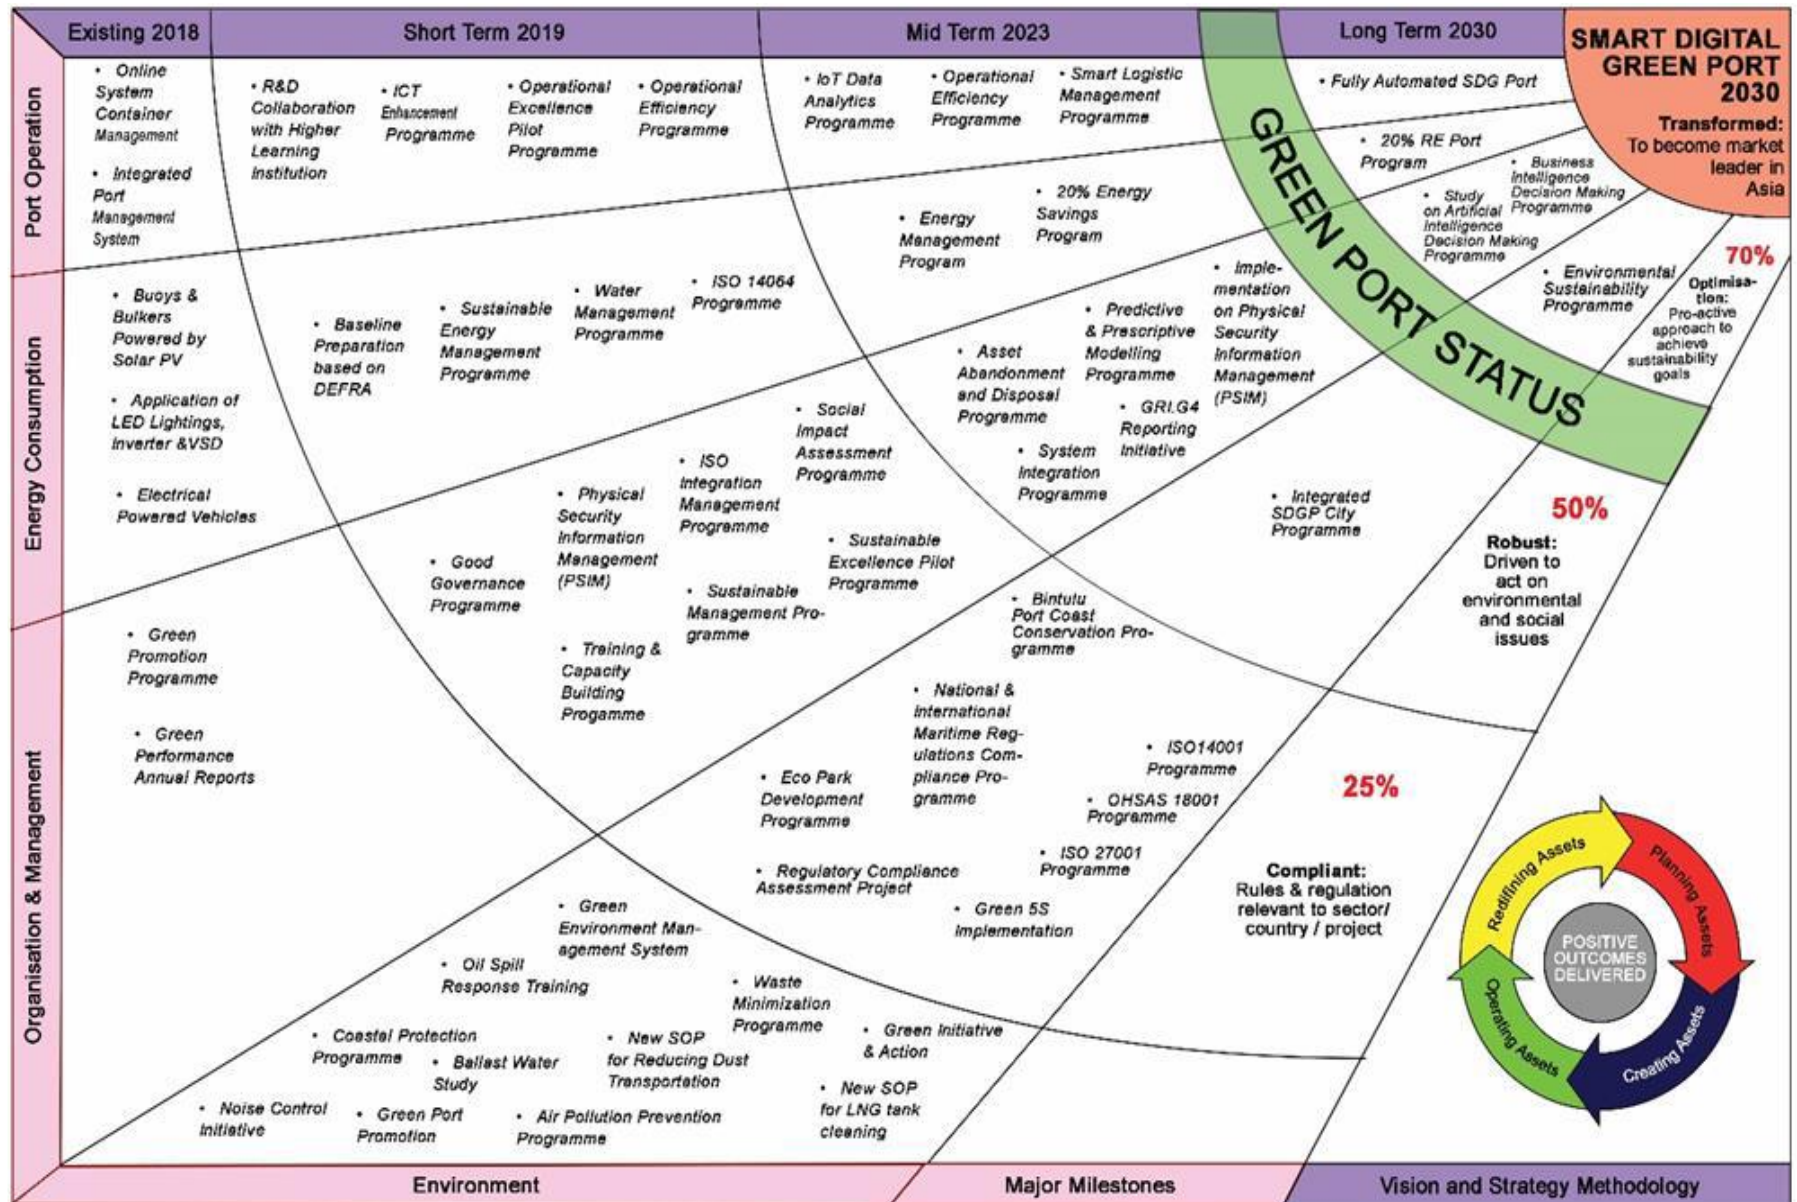 Existing 2018
Short Term 2019
Mid Term 2023
Long Term 2030
SMART DIGITAL
GREEN PORT
2030
Transformed:
To become market
leader in
Asia
Port Operation
• Online
System
Container
Management
• Integrated
Port
Management
System
• R&D
Collaboration
with Higher
Learning
Institution
• ICT
Enhancement
Programme
• Operational
Excellence
Pilot
Programme
• Operational
Efficiency
Programme
• IoT Data
Analytics
Programme
• Operational
Efficiency
Programme
• Smart Logistic
Management
Programme
• Fully Automated SDG Port
GREEN PORT STATUS
Energy Consumption
• Buoys &
Bulkers
Powered by
Solar PV
• Application of
LED Lightings,
Inverter &VSD
• Electrical
Powered Vehicles
• Baseline
Preparation
based on
DEFRA
• Sustainable
Energy
Management
Programme
• Water
Management
Programme
• ISO 14064
Programme
• Energy
Management
Program
• 20% Energy
Savings
Program
• 20% RE Port
Program
Organisation & Management
• Green
Promotion
Programme
• Green
Performance
Annual Reports
• Good
Governance
Programme
• Physical
Security
Information
Management
(PSIM)
• Training &
Capacity
Building
Progamme
• ISO
Integration
Management
Programme
• Sustainable
Management Pro-
gramme
• Social
Impact
Assessment
Programme
• Sustainable
Excellence Pilot
Programme
• Asset
Abandonment
and Disposal
Programme
• System
Integration
Programme
• Predictive
& Prescriptive
Modelling
Programme
• GRI.G4
Reporting
Initiative
• Imple-
mentation
on Physical
Security
Information
Management
(PSIM)
• Study
on Artificial
Intelligence
Decision Making
Programme
• Business
Intelligence
Decision Making
Programme
• Noise Control
Initiative
• Coastal Protection
Programme
• Green Port
Promotion
• Ballast Water
Study
• Oil Spill
Response Training
• Air Pollution Prevention
Programme
• Green
Environment Man-
agement System
• New SOP
for Reducing Dust
Transportation
• Waste
Minimization
Programme
• Green Initiative
& Action
• New SOP
for LNG tank
cleaning
• Regulatory Compliance
Assessment Project
• Eco Park
Development
Programme
• National &
International
Maritime Reg-
ulations Com-
pliance Pro-
gramme
• Bintulu
Port Coast
Conservation Pro-
gramme
• ISO14001
Programme
• OHSAS 18001
Programme
• ISO 27001
Programme
• Green 5S
Implementation
• Integrated
SDGP City
Programme
• Environmental
Sustainability
Programme
70%
Optimisa-
tion:
Pro-active
approach to
achieve
sustainability
goals
50%
Robust:
Driven to
act on
environmental
and social
issues
25%
Compliant:
Rules & regulation
relevant to sector/
country / project
Redifining Assets
Planning Assets
Creating Assets
Operating Assets
POSITIVE
OUTCOMES
DELIVERED
Environment
Major Milestones
Vision and Strategy Methodology